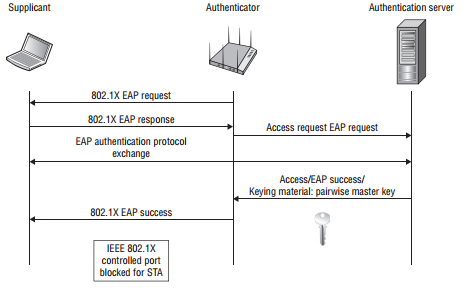 Supplicant
Authenticator
Authentication server
802.1X EAP request
802.1X EAP response
Access request EAP request
EAP authentication protocol
exchange
Access/EAP success/
Keying material: pairwise master key
802.1X EAP success
IEEE 802.1X
controlled port
blocked for STA